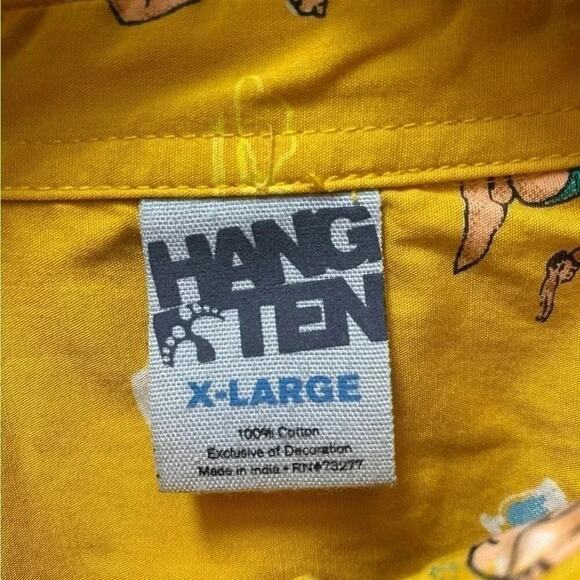 HANG
TEN
X-LARGE
100% Cotton
Exclusive of Decoration
Made in India • RN#73277